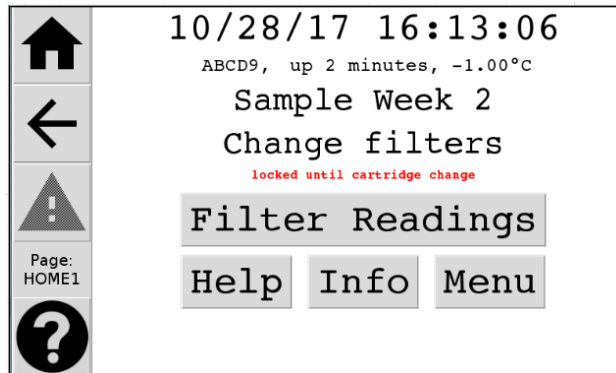 10/28/17 16:13:06
ABCD9, up 2 minutes, -1.00°C
Sample Week 2
Change filters
locked until cartridge change
Filter Readings
Help Info Menu
Page:
HOME1
!
?